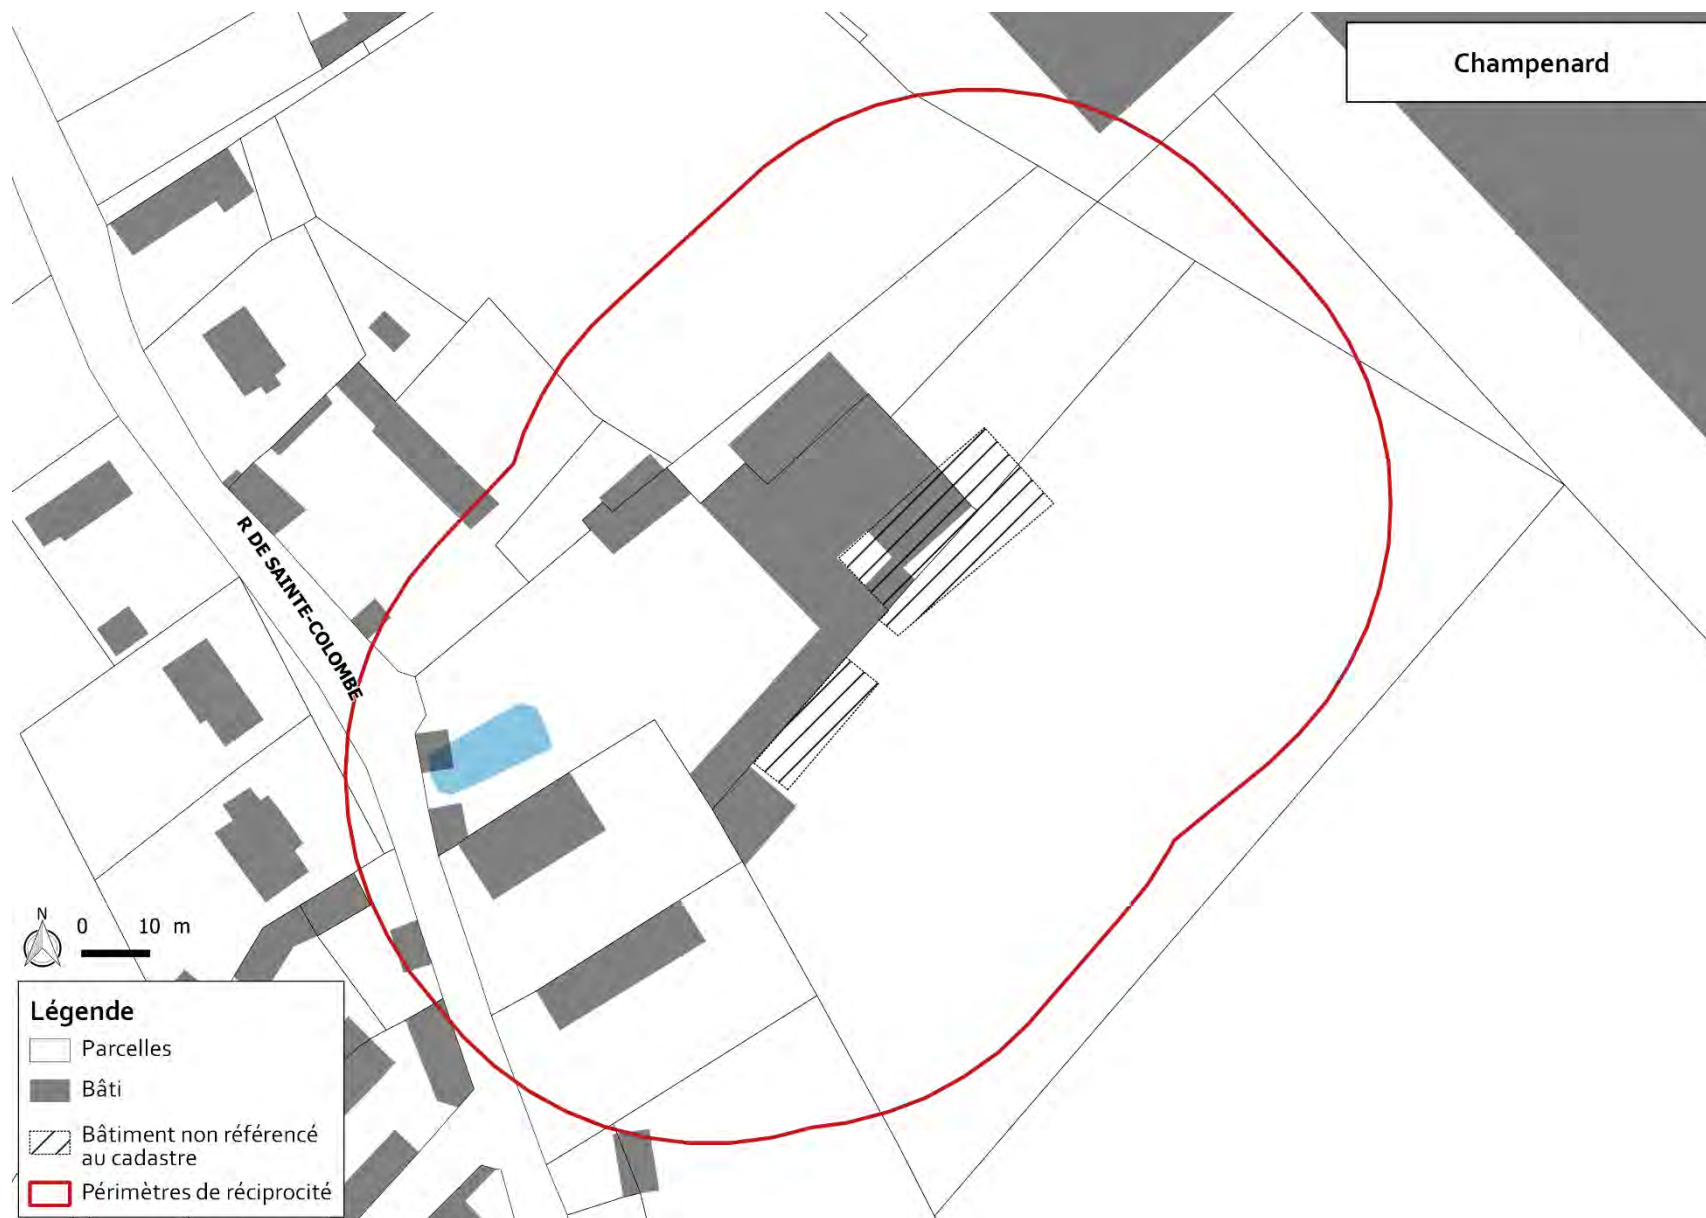 Champenard
R DE SAINTE-COLOMBE
N
0 10 m
Légende
Parcelles
Bâti
Bâtiment non référencé
au cadastre
Périmètres de réciprocité